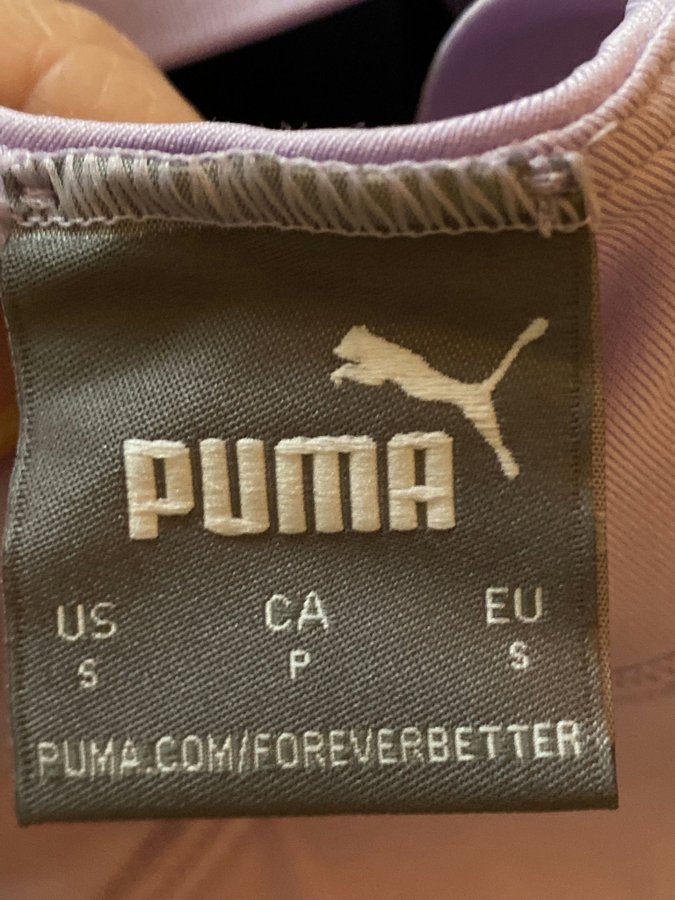 PUMA
US CA EU
S P S
PUMA.COM/FOREVERBETTER